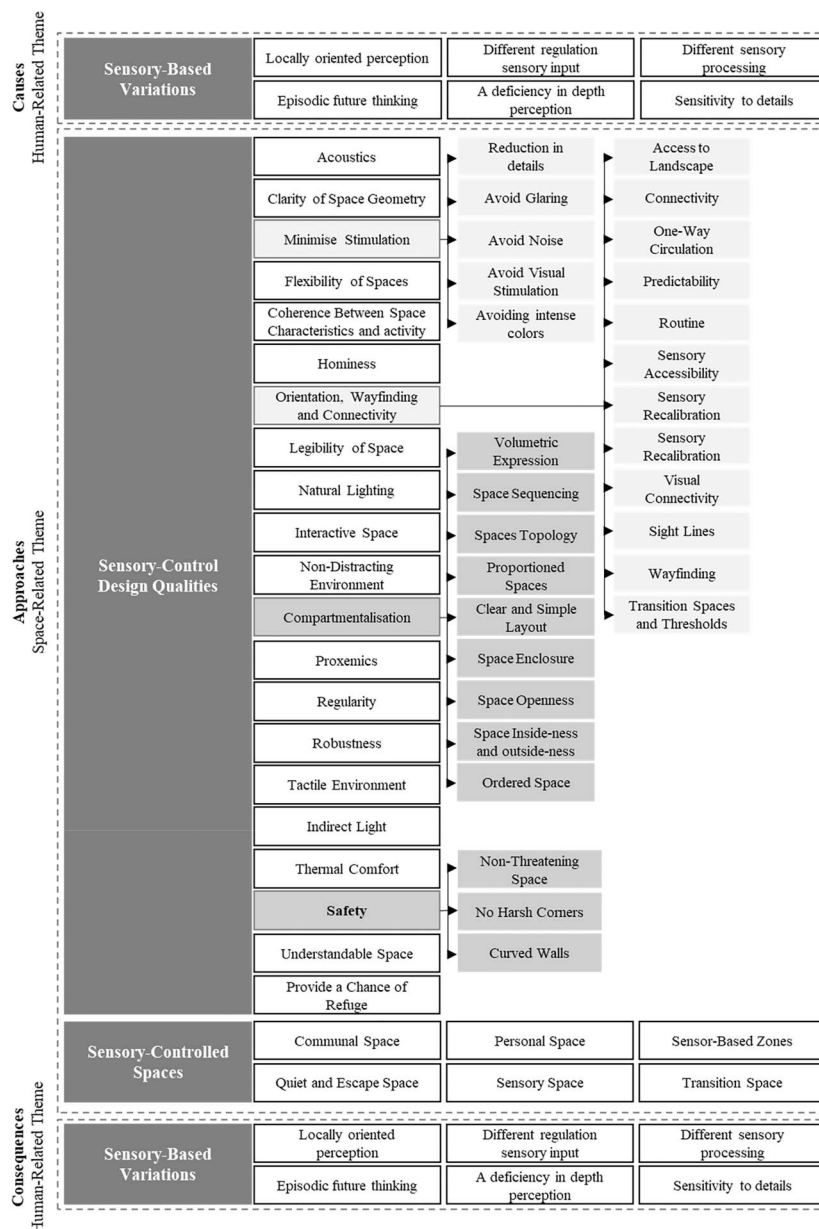 Causes
Human-Related Theme
Sensory-Based
Variations
Locally oriented perception
Different regulation
sensory input
Different sensory
processing
Episodic future thinking
A deficiency in depth
perception
Sensitivity to details
Approaches
Space-Related Theme
Sensory-Control
Design Qualities
Acoustics
Clarity of Space Geometry
Minimise Stimulation
Flexibility of Spaces
Coherence Between Space
Characteristics and activity
Hominess
Orientation, Wayfinding
and Connectivity
Legibility of Space
Natural Lighting
Interactive Space
Non-Distracting
Environment
Compartmentalisation
Proxemics
Regularity
Robustness
Tactile Environment
Indirect Light
Thermal Comfort
Safety
Understandable Space
Provide a Chance of
Refuge
Reduction in
details
Avoid Glaring
Avoid Noise
Avoid Visual
Stimulation
Avoiding intense
colors
Volumetric
Expression
Space Sequencing
Spaces Topology
Proportioned
Spaces
Clear and Simple
Layout
Space Enclosure
Space Openness
Space Inside-ness
and outside-ness
Ordered Space
Non-Threatening
Space
No Harsh Corners
Curved Walls
Access to
Landscape
Connectivity
One-Way
Circulation
Predictability
Routine
Sensory
Accessibility
Sensory
Recalibration
Sensory
Recalibration
Visual
Connectivity
Sight Lines
Wayfinding
Transition Spaces
and Thresholds
Sensory-Controlled
Spaces
Communal Space
Personal Space
Sensor-Based Zones
Quiet and Escape Space
Sensory Space
Transition Space
Consequences
Human-Related Theme
Sensory-Based
Variations
Locally oriented
perception
Different regulation
sensory input
Different sensory
processing
Episodic future thinking
A deficiency in depth
perception
Sensitivity to details